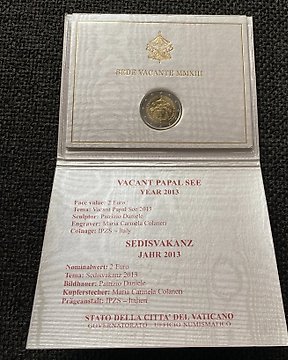 SEDE VACANTE MMXIII
VACANT PAPAL SEE
YEAR 2013
Face value: 2 Euro
Tema: Vacant Papal See 2013
Sculptor: Patrizio Daniele
Engraver: Maria Carmela Colaneri
Coinage: IPZS – Italy
SEDISVAKANZ
JAHR 2013
Nominalwert: 2 Euro
Tema: Sedisvakanz 2013
Bildhauer: Patrizio Daniele
Kupferstecher: Maria Carmela Colaneri
Prägeanstalt: IPZS – Italien
STATO DELLA CITTA' DEL VATICANO
GOVERNATORATO - UFFICIO NUMISMATICO